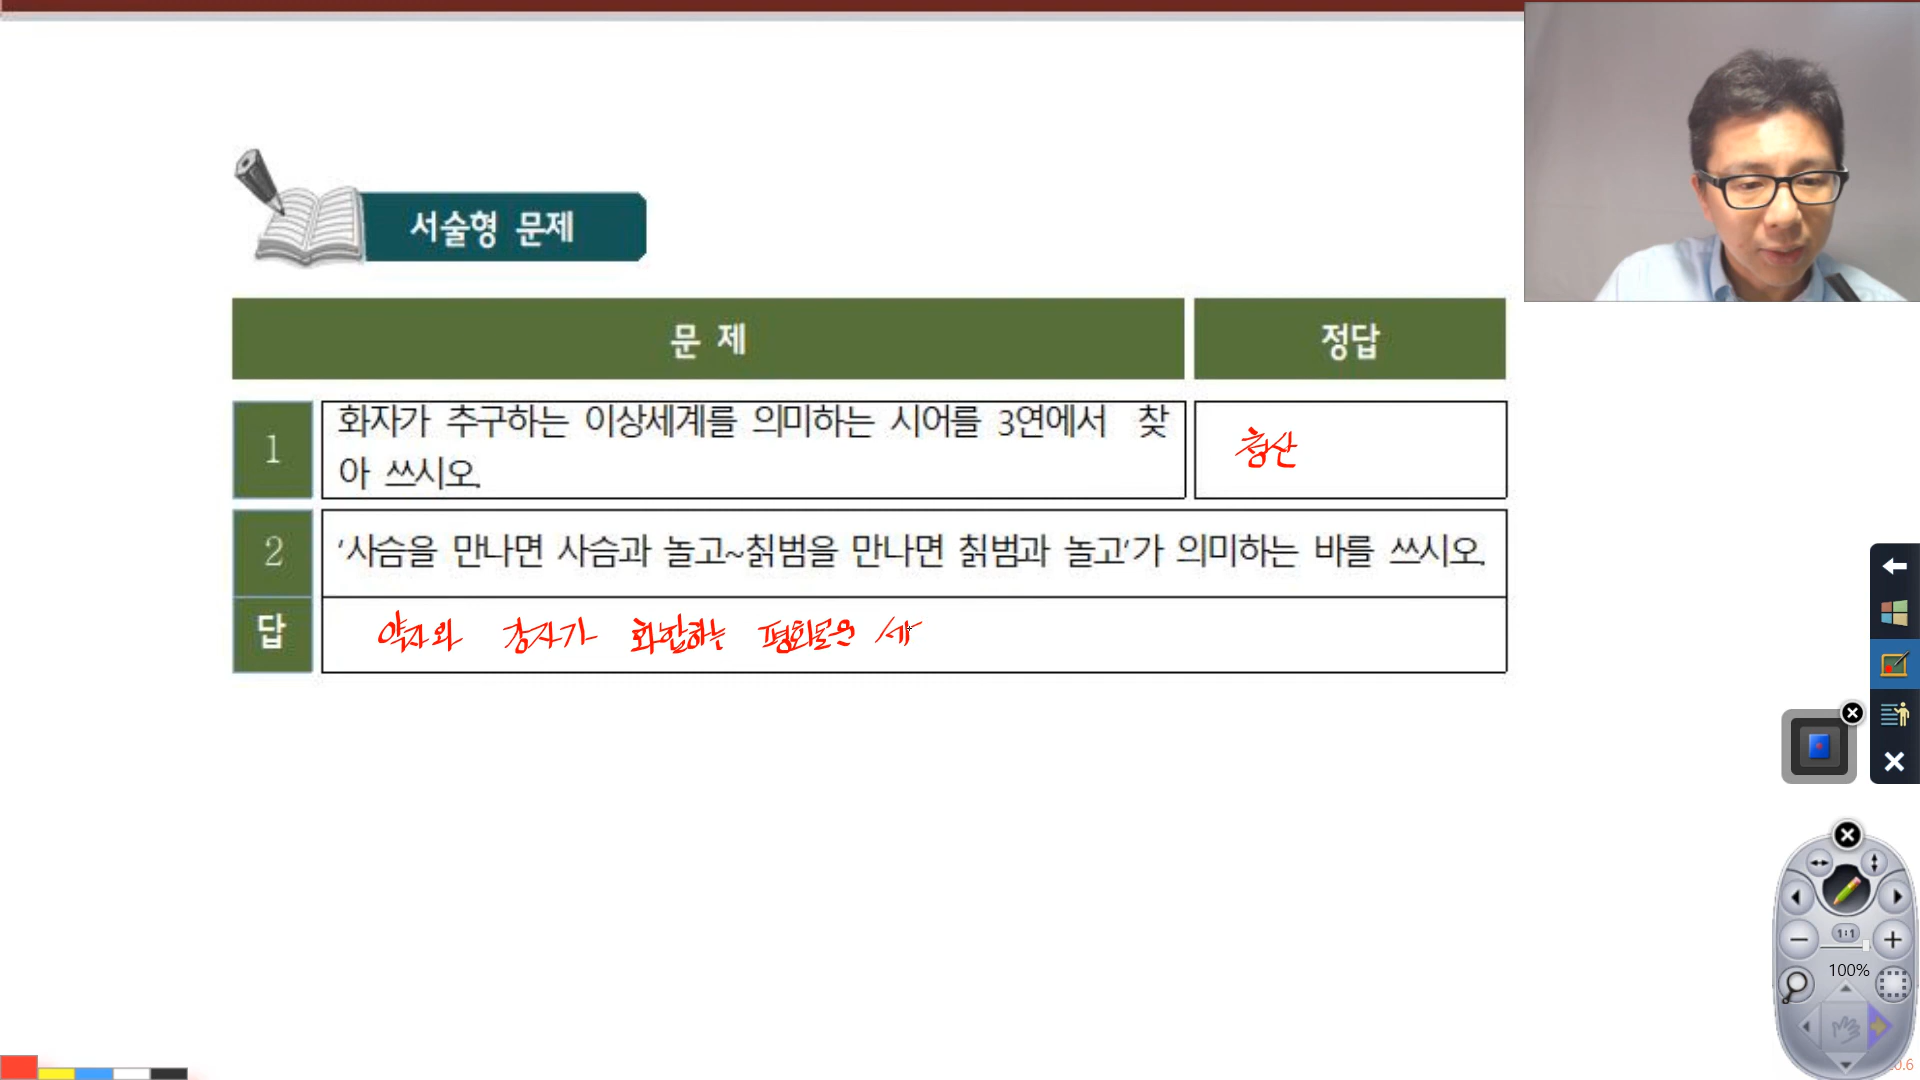 서술형 문제
문 제
정답
1
화자가 추구하는 이상세계를 의미하는 시어를 3연에서 찾
아 쓰시오.
청산
2
'사슴을 만나면 사슴과 놀고~칡범을 만나면 칡범과 놀고'가 의미하는 바를 쓰시오.
답
약자와 강자가 화합하는 평화로운 세
1:1
100%